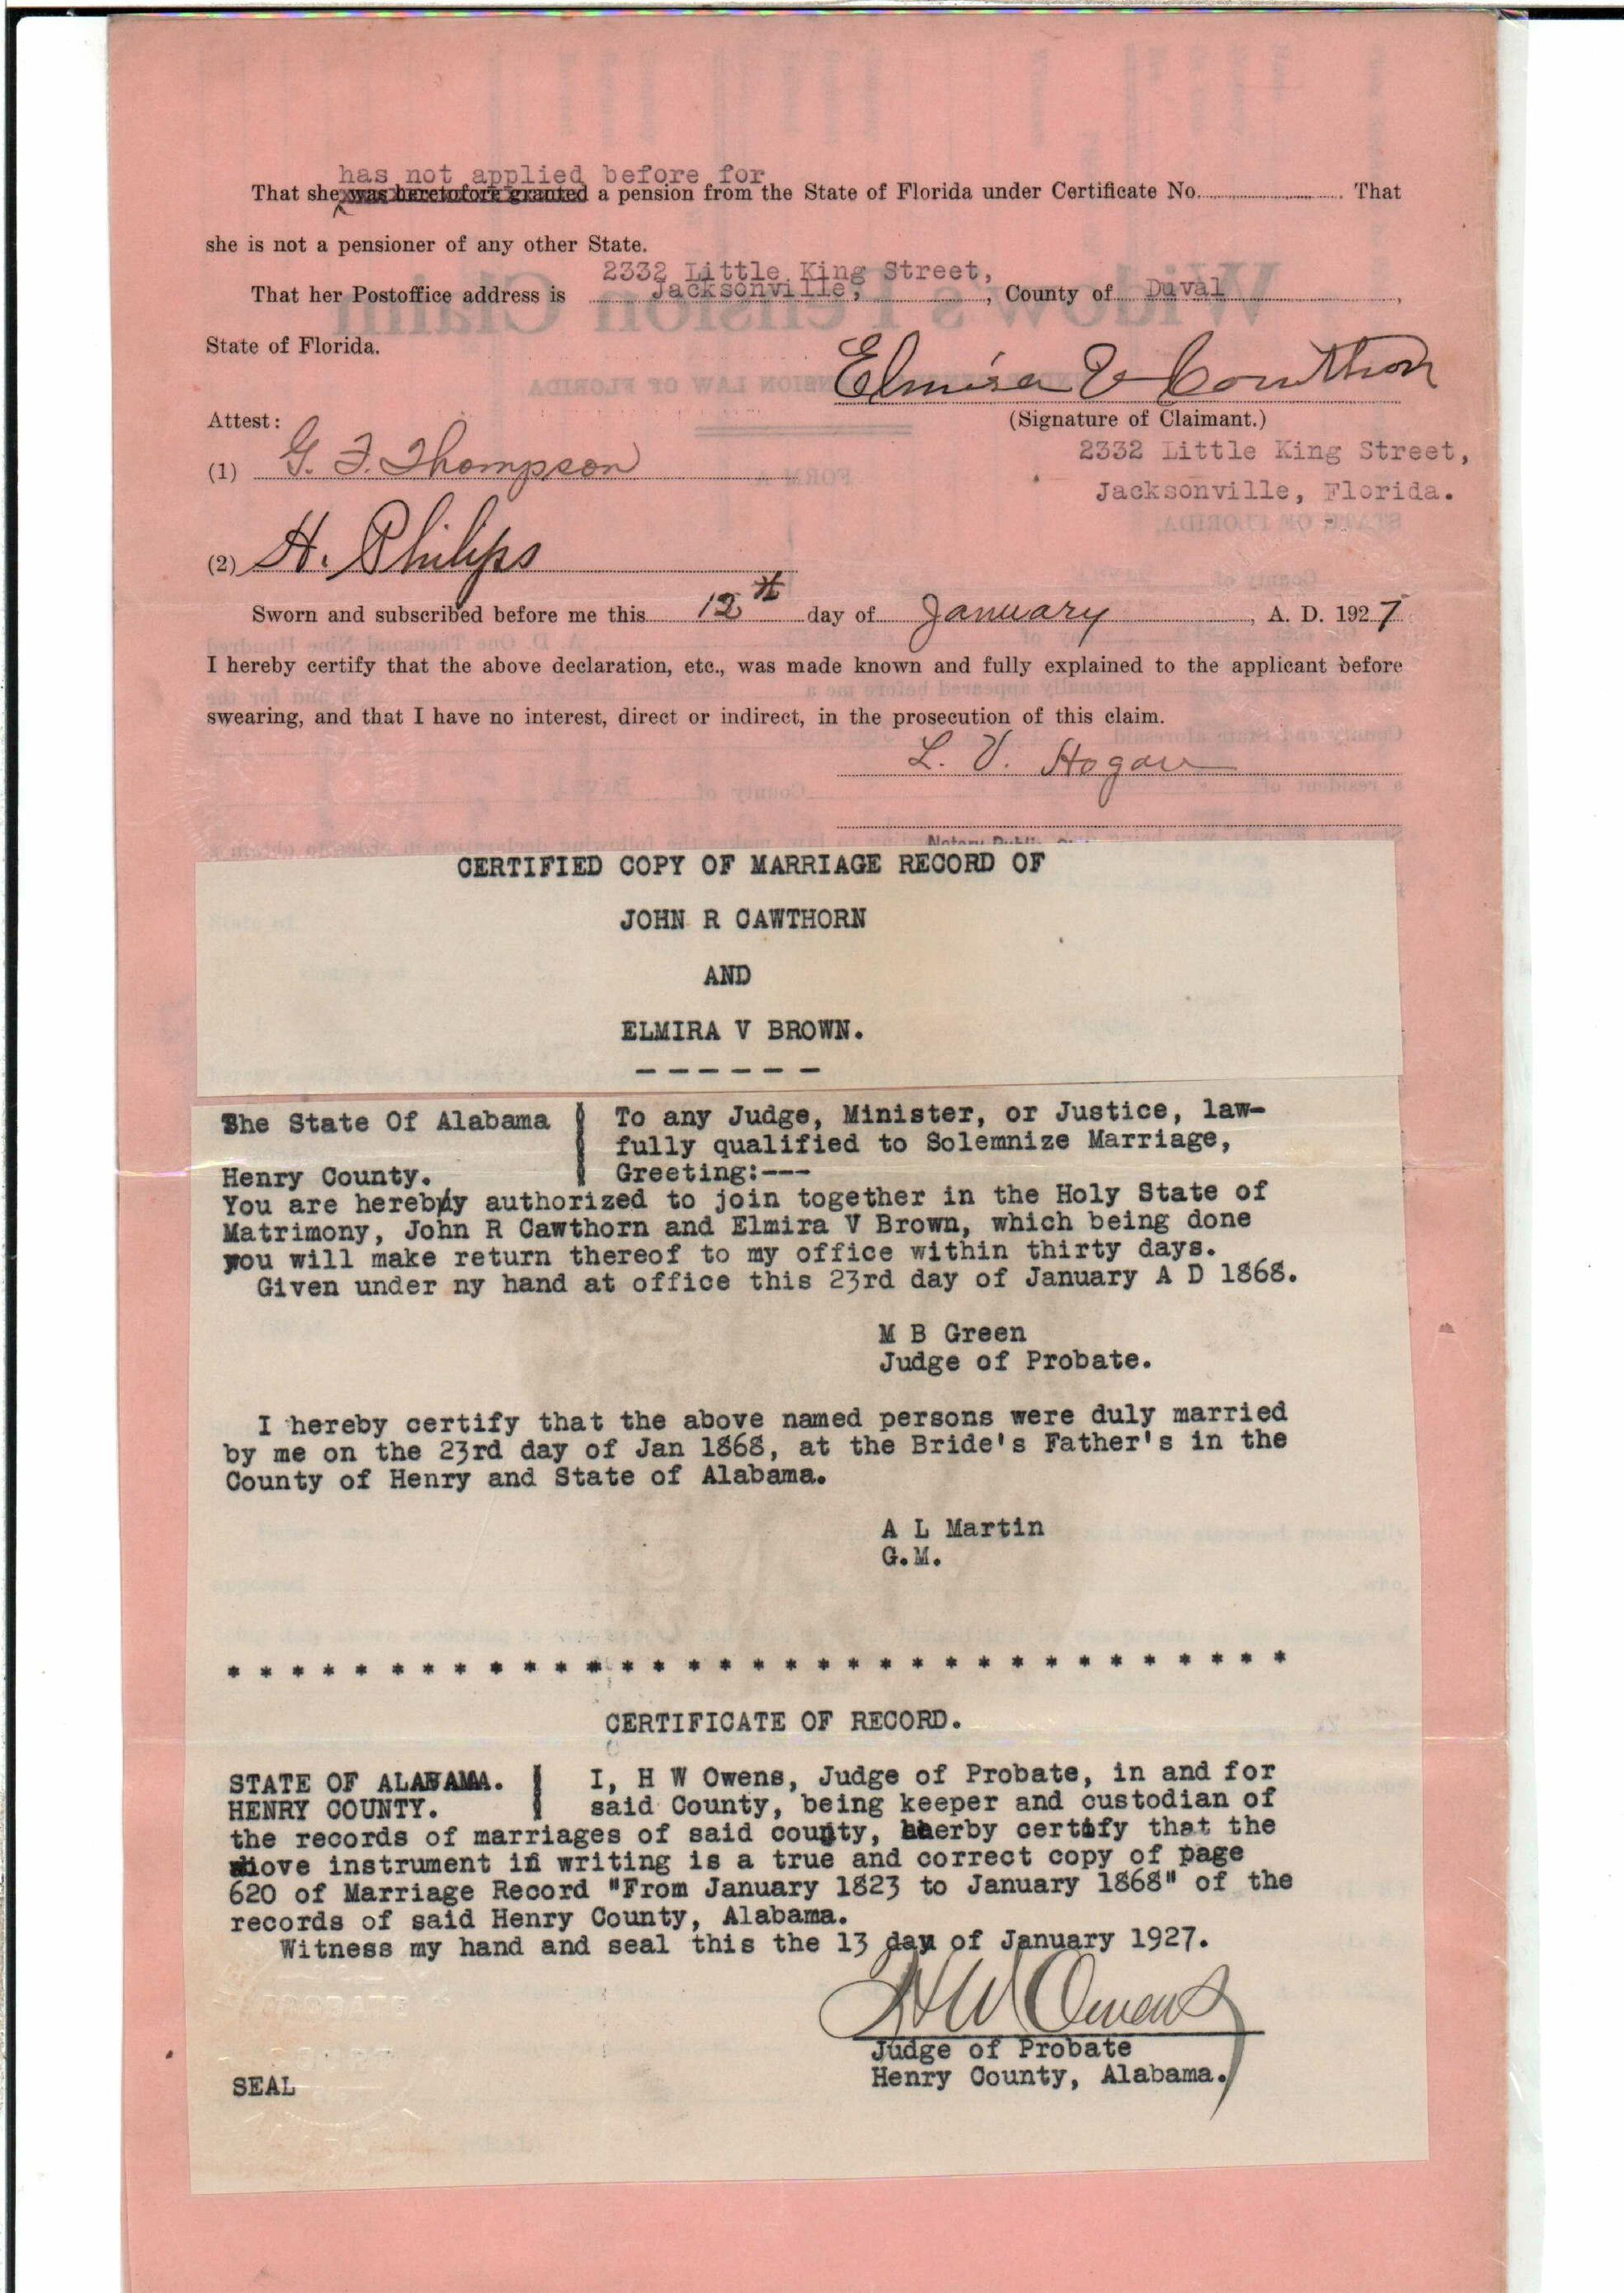 has not applied before for
That she was heretofore granted a pension from the State of Florida under Certificate No. That
she is not a pensioner of any other State.
2332 Little King Street,
That her Postoffice address is Jacksonville, , County of Duval ,
State of Florida.
Elmira V Cawthon
Attest: (Signature of Claimant.)
(1) G. F. Thompson
2332 Little King Street,
Jacksonville, Florida.
(2) H. Philips
Sworn and subscribed before me this 12th day of January, A. D. 1927
I hereby certify that the above declaration, etc., was made known and fully explained to the applicant before
swearing, and that I have no interest, direct or indirect, in the prosecution of this claim.
L. V. Hogan
Notary Public
CERTIFIED COPY OF MARRIAGE RECORD OF
JOHN R CAWTHORN
AND
ELMIRA V BROWN.
------
The State Of Alabama
Henry County.
To any Judge, Minister, or Justice, law-
fully qualified to Solemnize Marriage,
Greeting:---
You are hereby authorized to join together in the Holy State of
Matrimony, John R Cawthorn and Elmira V Brown, which being done
you will make return thereof to my office within thirty days.
Given under ny hand at office this 23rd day of January A D 1868.
M B Green
Judge of Probate.
I hereby certify that the above named persons were duly married
by me on the 23rd day of Jan 1868, at the Bride's Father's in the
County of Henry and State of Alabama.
A L Martin
G.M.
* * * * * * * * * * * * * * * * * * * * * * * * * * * * * * * * *
CERTIFICATE OF RECORD.
STATE OF ALABAMA.
HENRY COUNTY.
I, H W Owens, Judge of Probate, in and for
said County, being keeper and custodian of
the records of marriages of said county, herby certify that the
above instrument in writing is a true and correct copy of page
620 of Marriage Record "From January 1823 to January 1868" of the
records of said Henry County, Alabama.
Witness my hand and seal this the 13 day of January 1927.
H W Owens
Judge of Probate
Henry County, Alabama.
SEAL
PROBATE